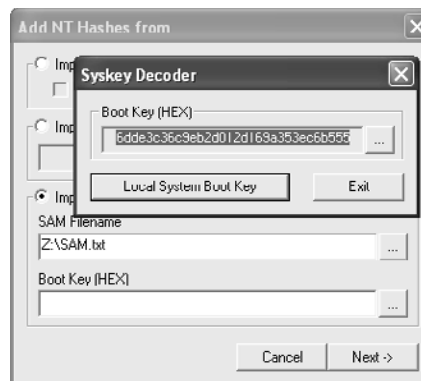 Add NT Hashes from
Imp
Syskey Decoder
Boot Key (HEX)
Imp
6dde3c36c9eb2d012d169a353ec6b555
...
Local System Boot Key
Exit
Imp
SAM Filename
Z:\SAM.txt
...
Boot Key (HEX)
...
Cancel
Next ->